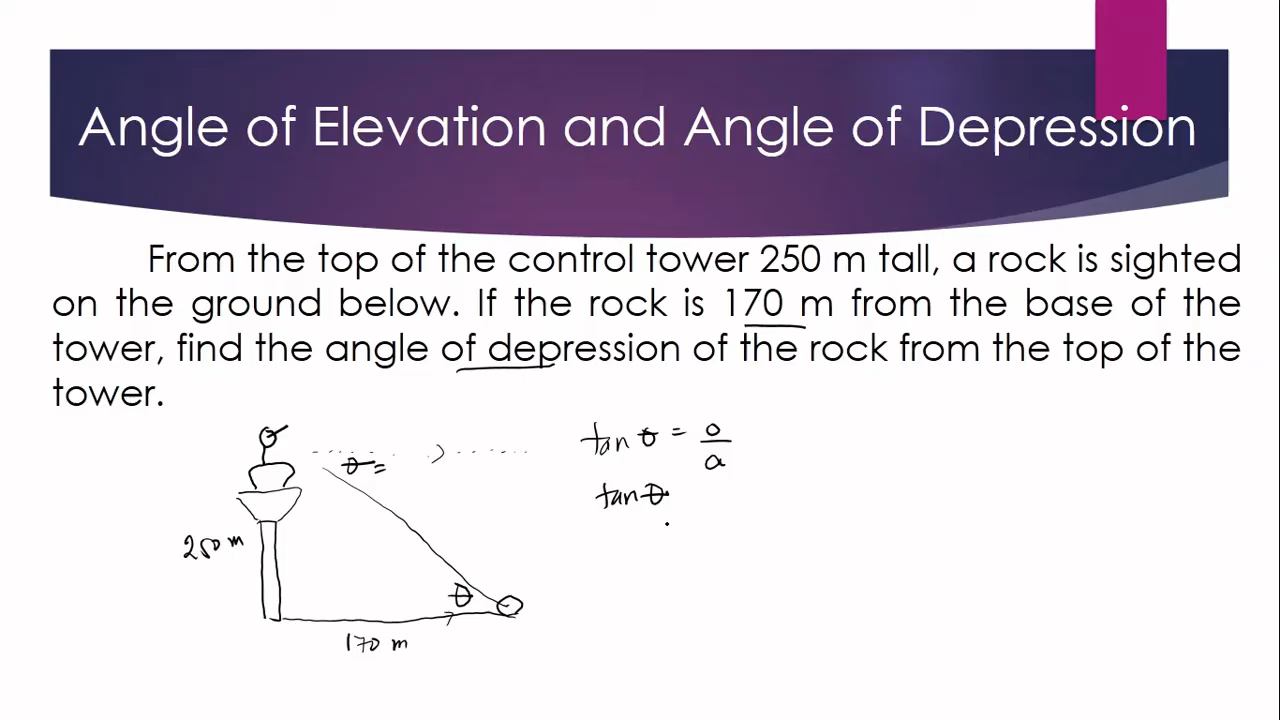 Angle of Elevation and Angle of Depression
From the top of the control tower 250 m tall, a rock is sighted
on the ground below. If the rock is 170 m from the base of the
tower, find the angle of depression of the rock from the top of the
tower.
tan θ = o/a
θ =
tan θ
250 m
θ
170 m